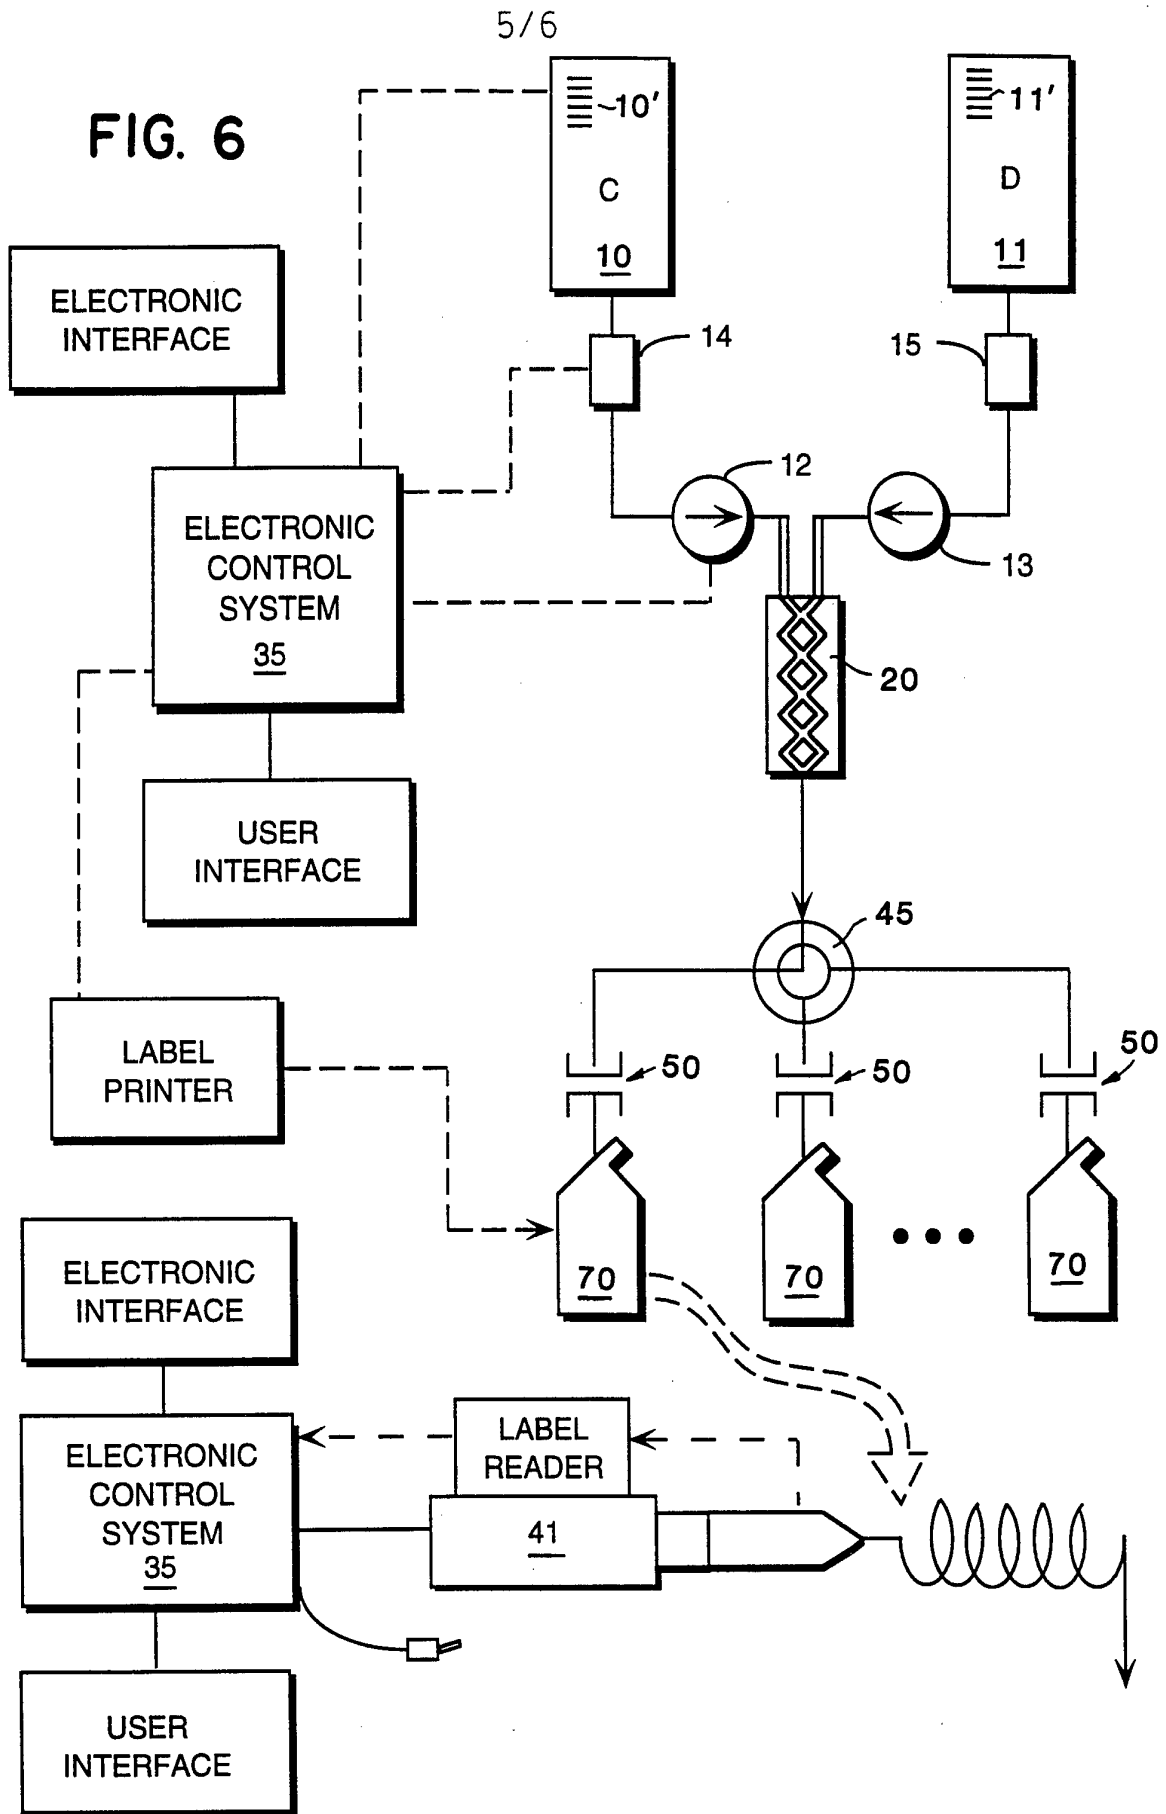 5/6
FIG. 6
10'
C
10
11'
D
11
ELECTRONIC
INTERFACE
14
15
12
13
ELECTRONIC
CONTROL
SYSTEM
35
20
USER
INTERFACE
45
LABEL
PRINTER
50
50
50
70
70
70
ELECTRONIC
INTERFACE
LABEL
READER
ELECTRONIC
CONTROL
SYSTEM
35
41
USER
INTERFACE